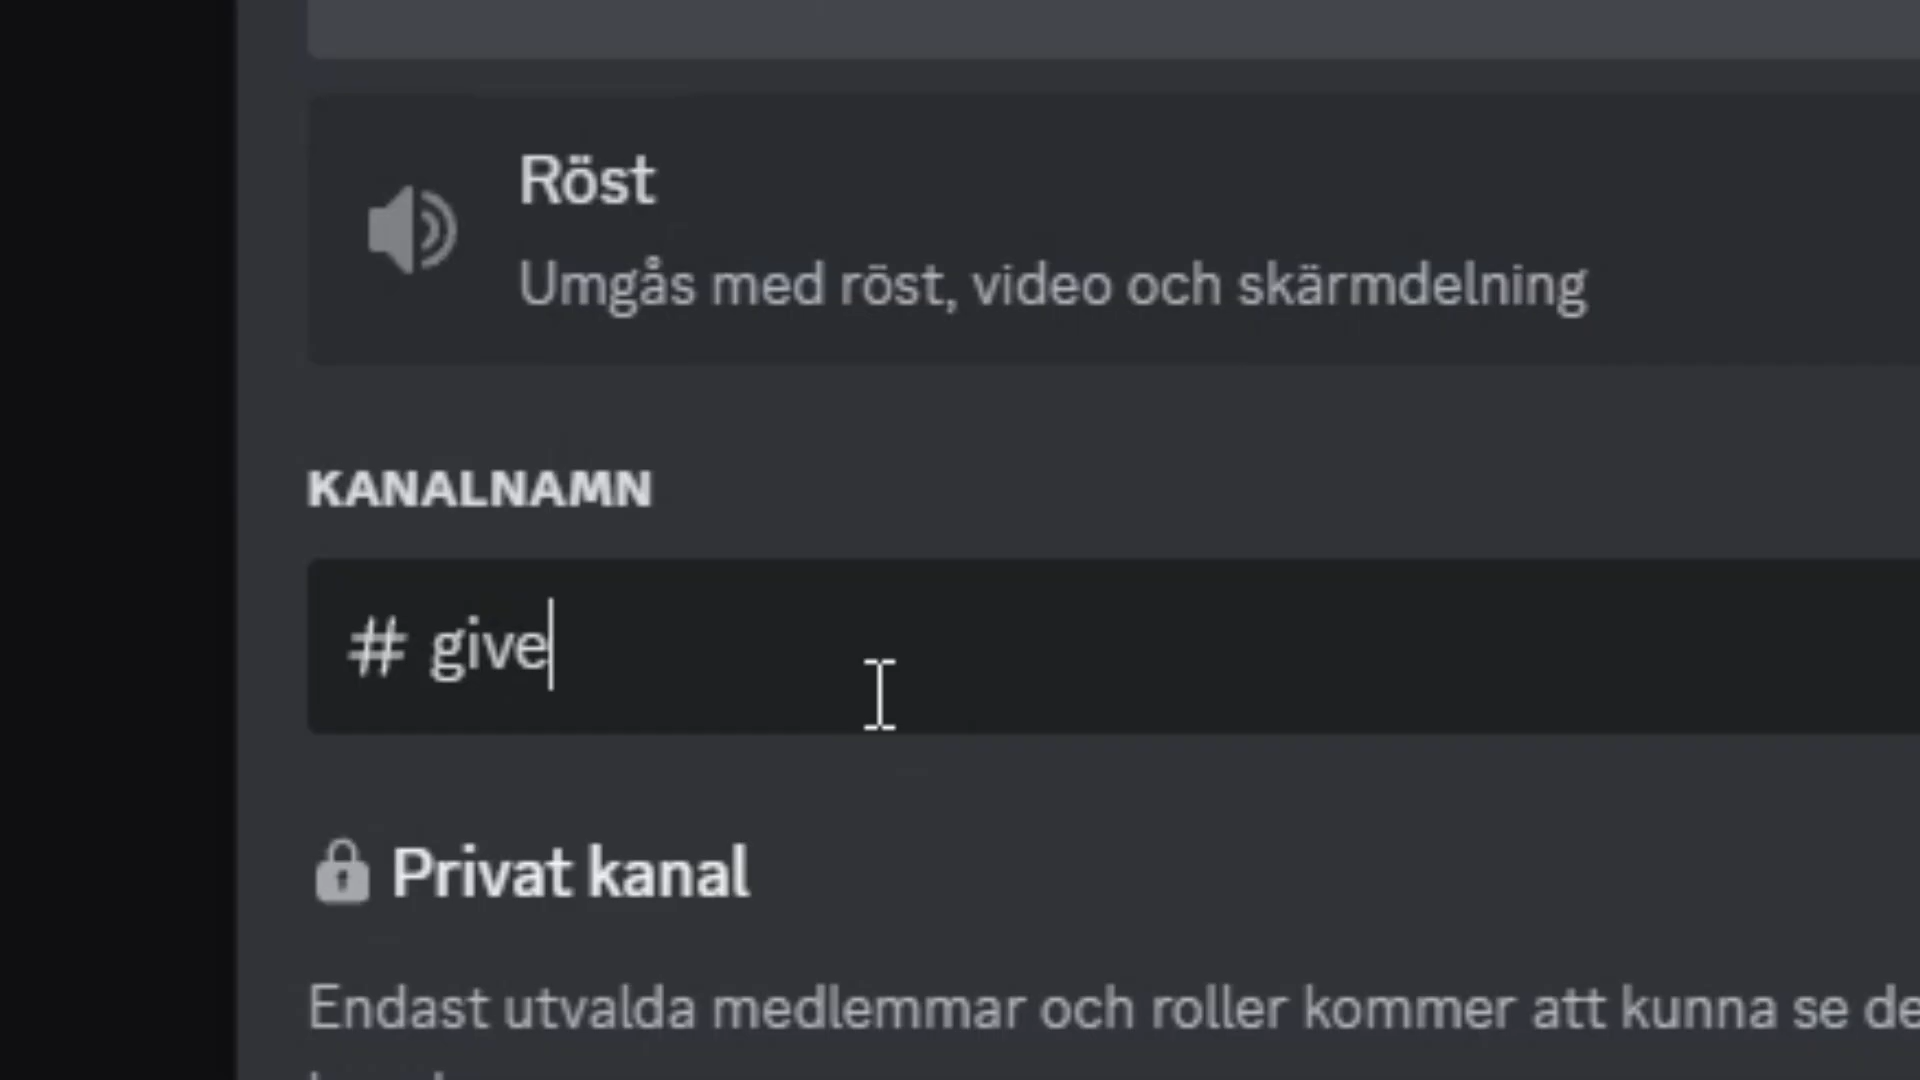 Röst
Umgås med röst, video och skärmdelning
KANALNAMN
# give
Privat kanal
Endast utvalda medlemmar och roller kommer att kunna se